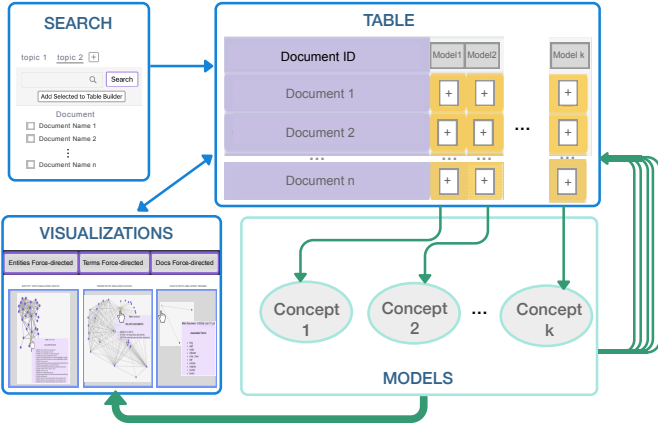 SEARCH
topic 1 topic 2 +
Search
Add Selected to Table Builder
Document
Document Name 1
Document Name 2
Document Name n
TABLE
Document ID Model1 Model2 Model k
Document 1 + + +
Document 2 + + ... +
... ... ... ...
Document n + + +
VISUALIZATIONS
Entities Force-directed Terms Force-directed Docs Force-directed
Concept 1
Concept 2
...
Concept k
MODELS